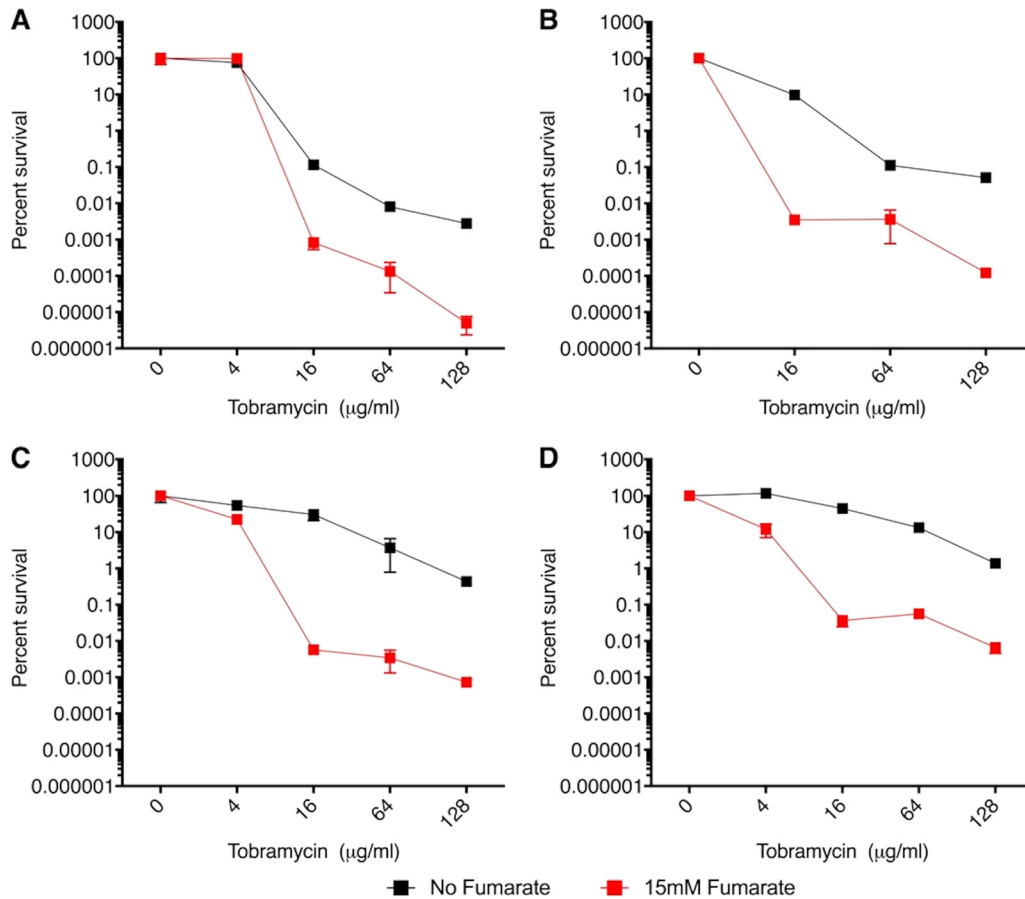 A
Percent survival
1000
100
10
1
0.1
0.01
0.001
0.0001
0.00001
0.000001
0 4 16 64 128
Tobramycin (μg/ml)
B
Percent survival
1000
100
10
1
0.1
0.01
0.001
0.0001
0.00001
0.000001
0 16 64 128
Tobramycin (μg/ml)
C
Percent survival
1000
100
10
1
0.1
0.01
0.001
0.0001
0.00001
0.000001
0 4 16 64 128
Tobramycin (μg/ml)
D
Percent survival
1000
100
10
1
0.1
0.01
0.001
0.0001
0.00001
0.000001
0 4 16 64 128
Tobramycin (μg/ml)
No Fumarate 15mM Fumarate